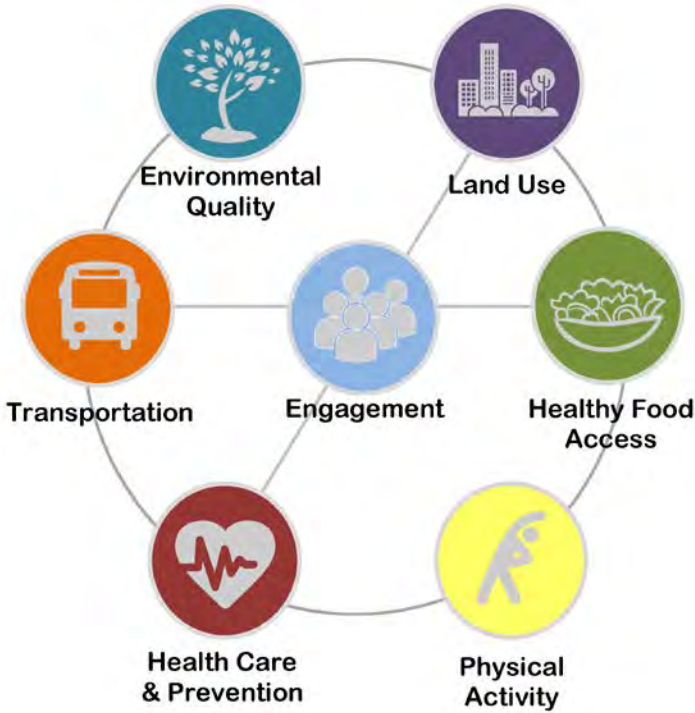 Environmental
Quality
Land Use
Transportation
Engagement
Healthy Food
Access
Health Care
& Prevention
Physical
Activity